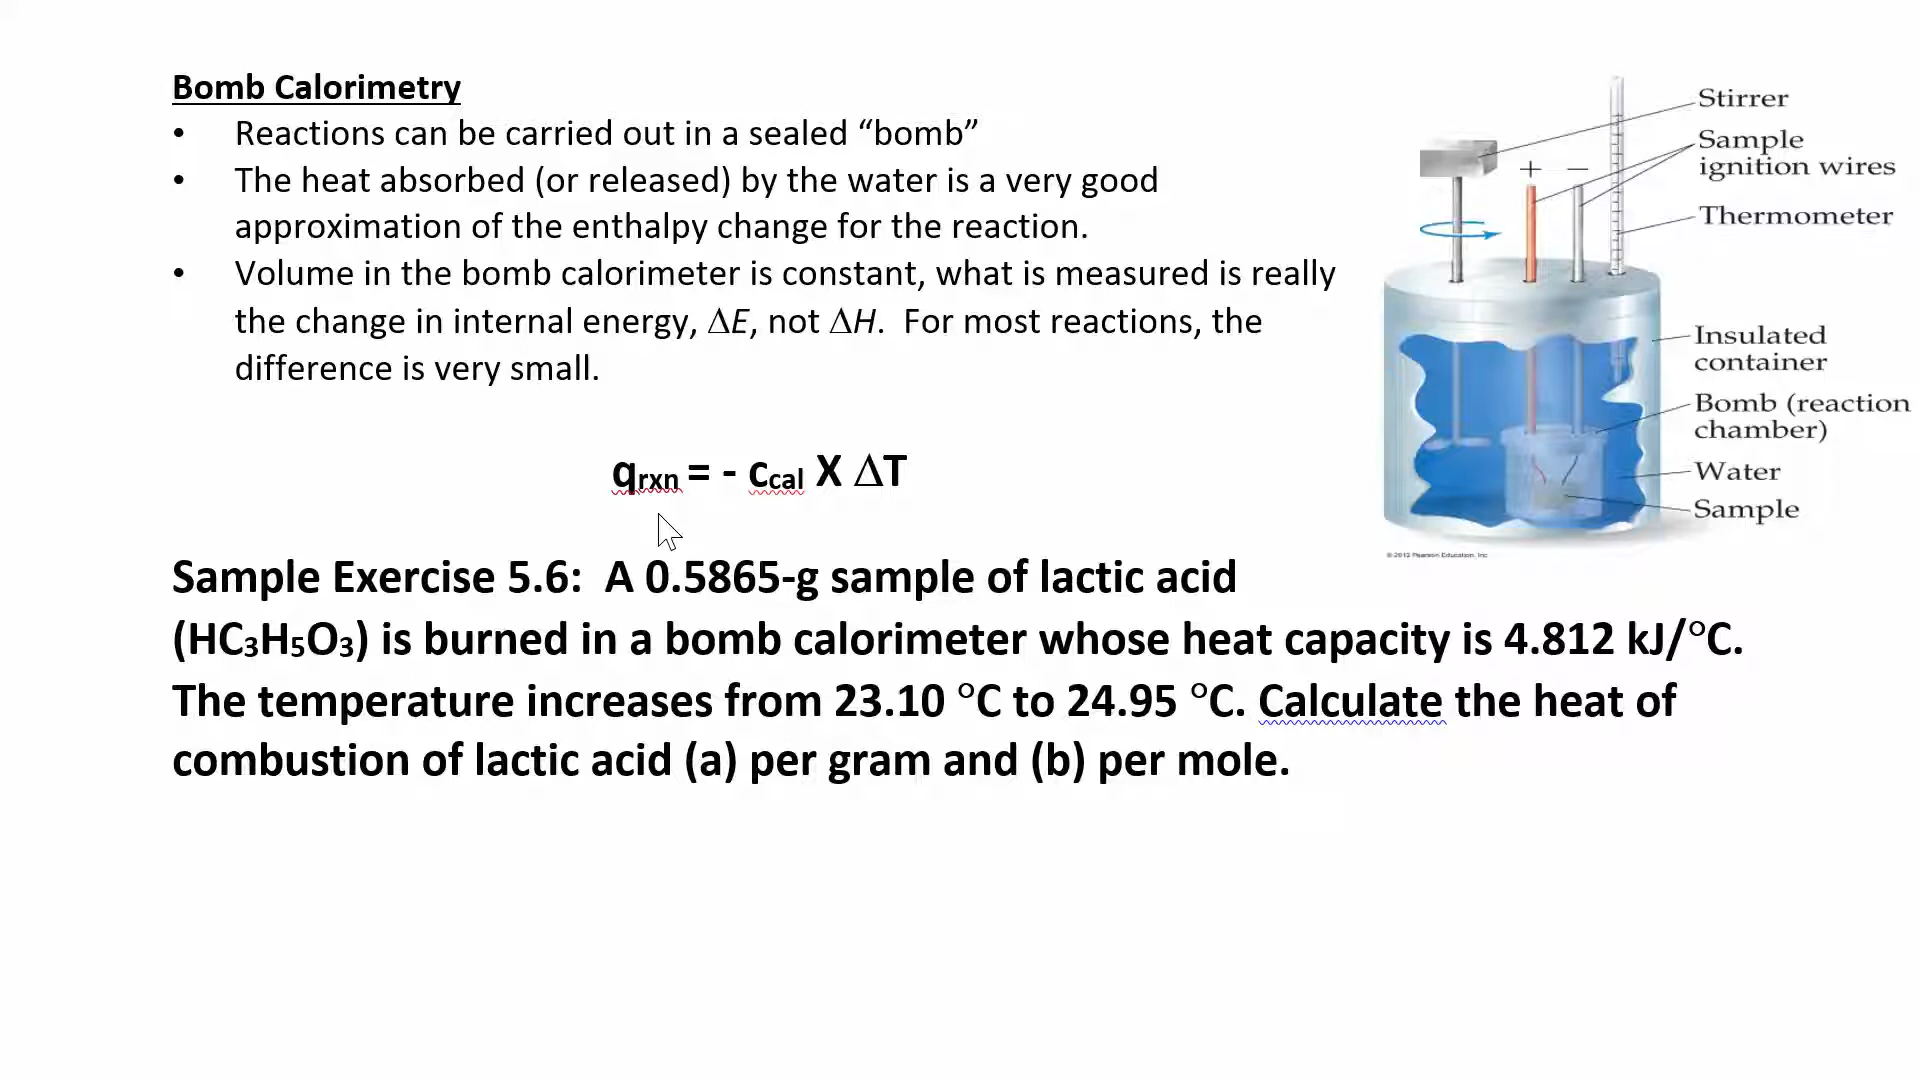 Bomb Calorimetry
• Reactions can be carried out in a sealed “bomb”
• The heat absorbed (or released) by the water is a very good
approximation of the enthalpy change for the reaction.
• Volume in the bomb calorimeter is constant, what is measured is really
the change in internal energy, ΔE, not ΔH. For most reactions, the
difference is very small.
qrxn = - ccal X ΔT
Sample Exercise 5.6: A 0.5865-g sample of lactic acid
(HC3H5O3) is burned in a bomb calorimeter whose heat capacity is 4.812 kJ/°C.
The temperature increases from 23.10 °C to 24.95 °C. Calculate the heat of
combustion of lactic acid (a) per gram and (b) per mole.
Stirrer
Sample
ignition wires
+ −
Thermometer
Insulated
container
Bomb (reaction
chamber)
Water
Sample
© 2012 Pearson Education, Inc